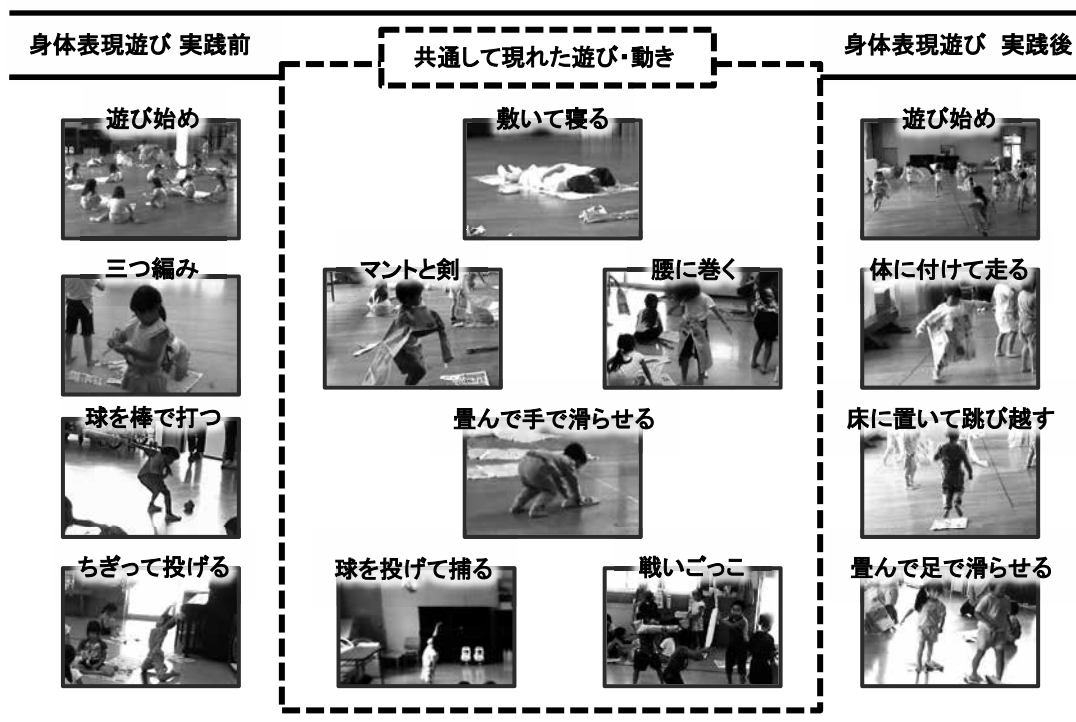 身体表現遊び 実践前
共通して現れた遊び・動き
身体表現遊び 実践後
遊び始め
敷いて寝る
遊び始め
三つ編み
マントと剣
腰に巻く
体に付けて走る
球を棒で打つ
畳んで手で滑らせる
床に置いて跳び越す
ちぎって投げる
球を投げて捕る
戦いごっこ
畳んで足で滑らせる